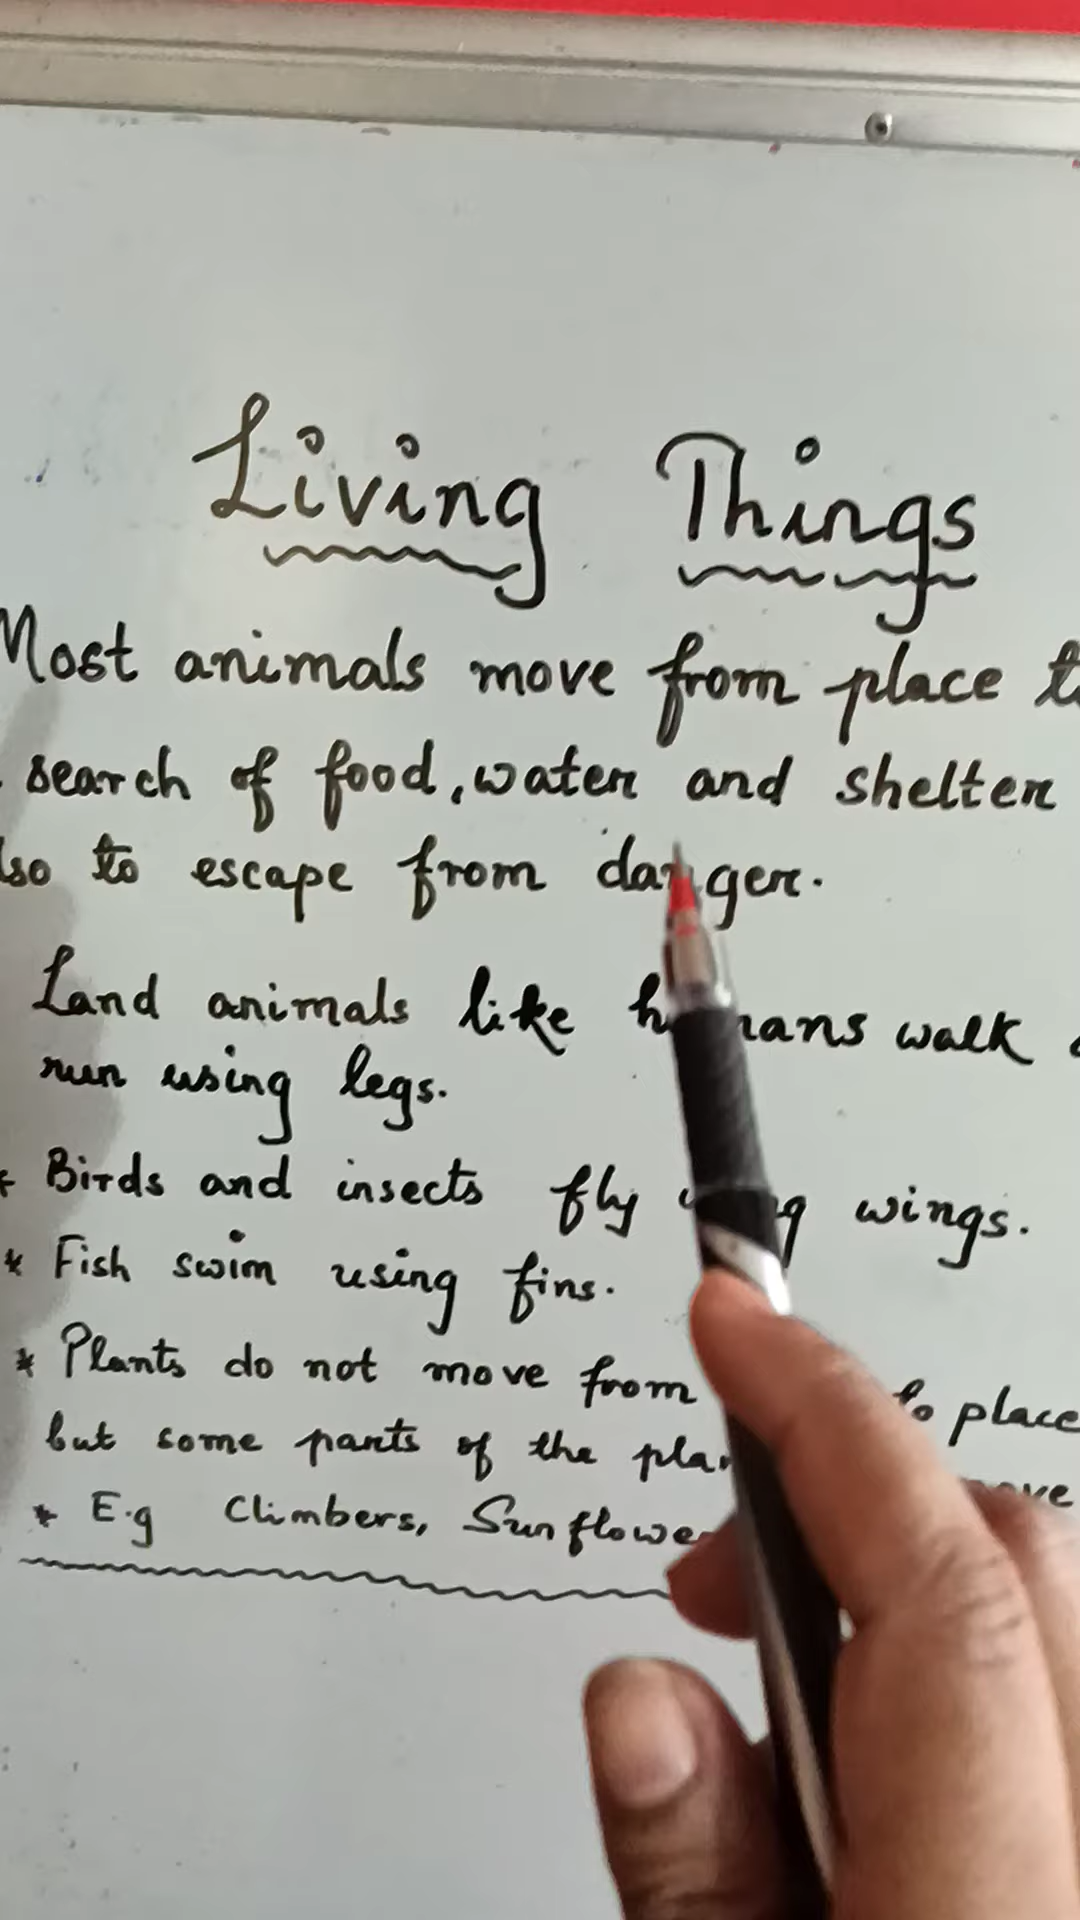 Living Things
Most animals move from place
search of food, water and shelter
to escape from danger.
Land animals like walk
run using legs.
* Birds and insects fly wings.
* Fish swim using fins.
* Plants do not move from to place
but some parts of the
* E.g Climbers,